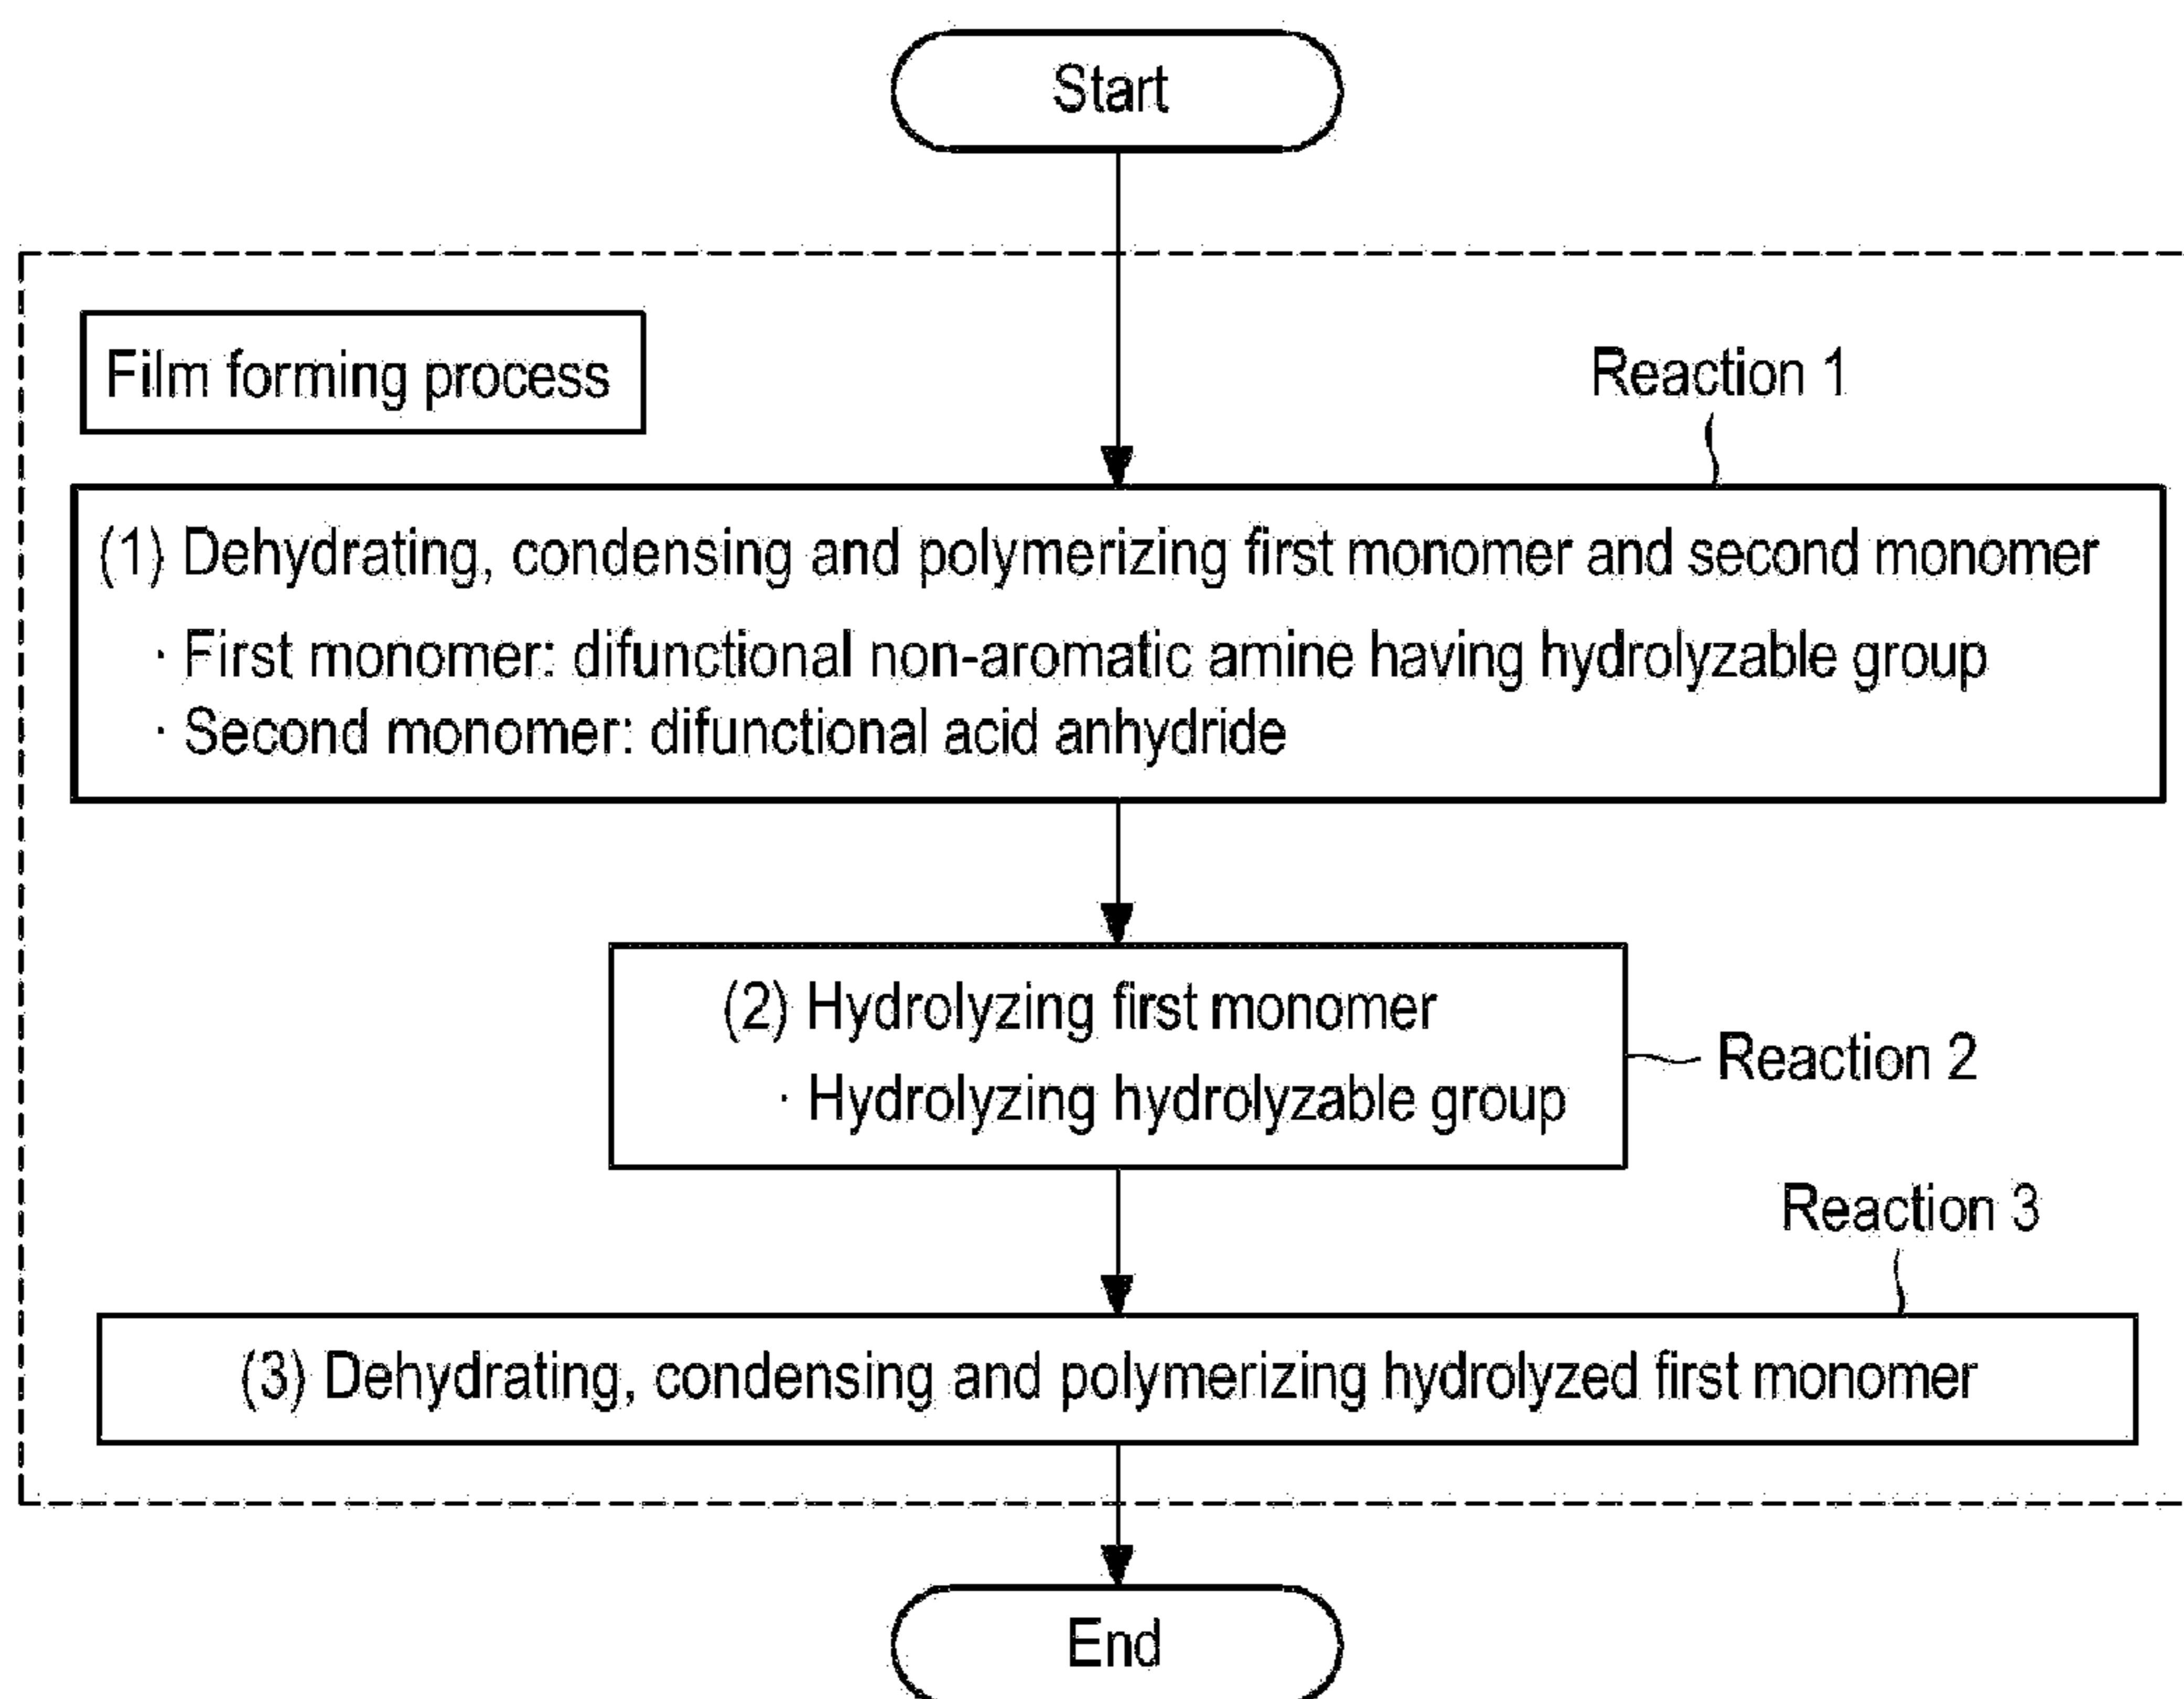 Start
Film forming process
Reaction 1
(1) Dehydrating, condensing and polymerizing first monomer and second monomer
· First monomer: difunctional non-aromatic amine having hydrolyzable group
· Second monomer: difunctional acid anhydride
(2) Hydrolyzing first monomer
· Hydrolyzing hydrolyzable group
Reaction 2
Reaction 3
(3) Dehydrating, condensing and polymerizing hydrolyzed first monomer
End